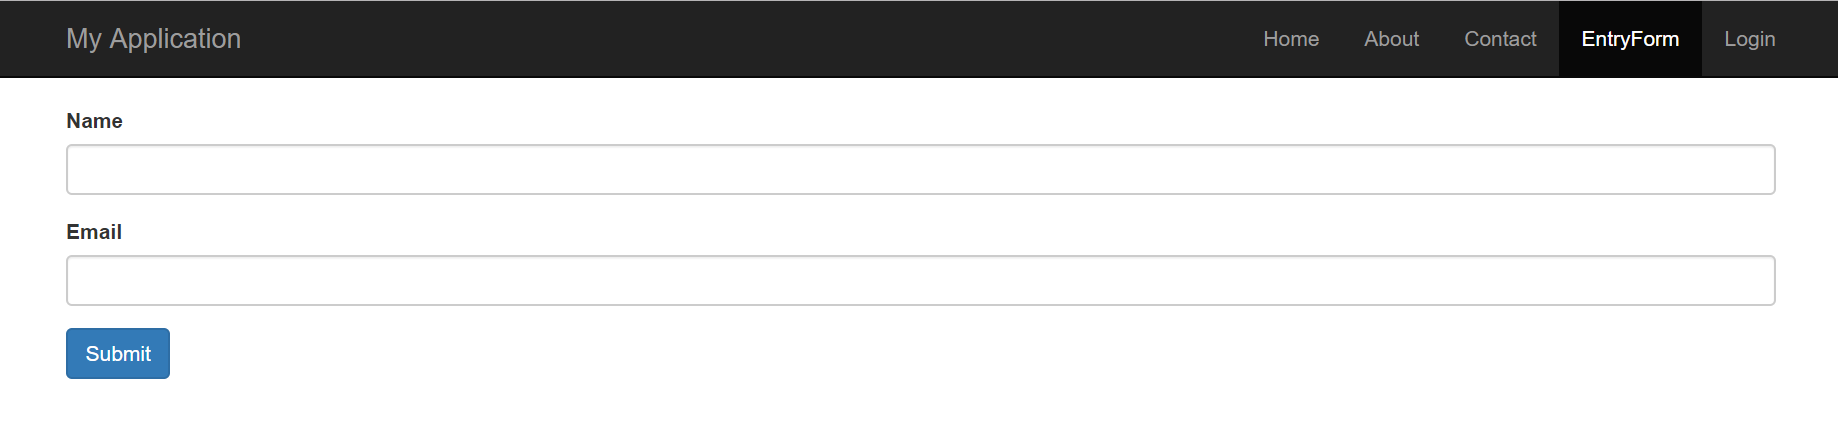 My Application Home About Contact EntryForm Login
Name
Email
Submit